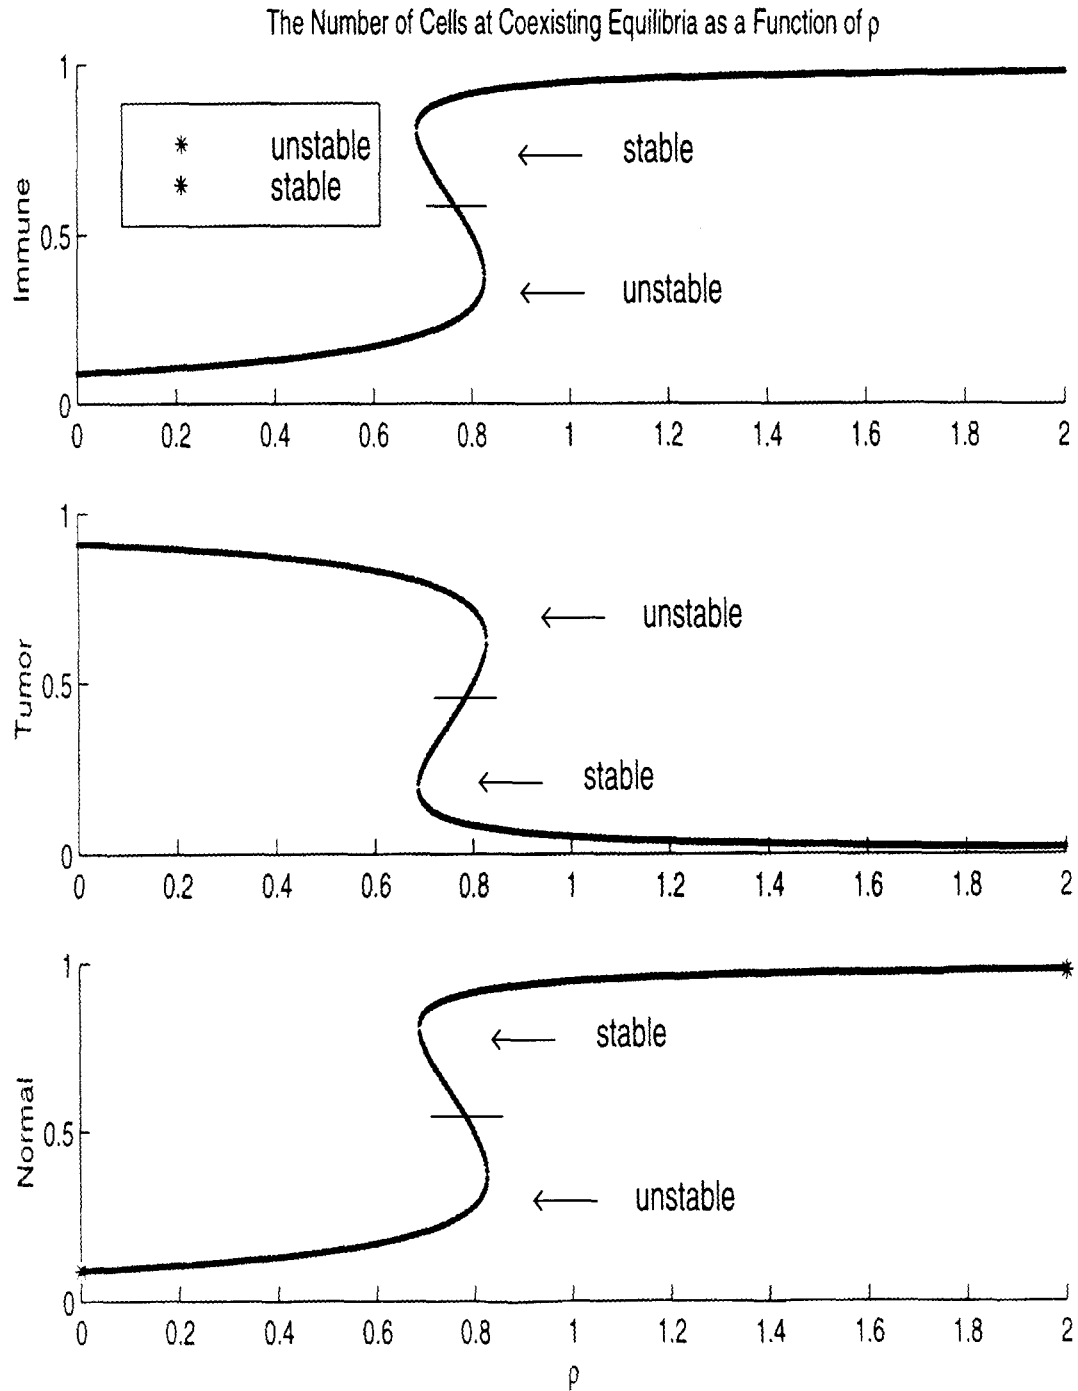 The Number of Cells at Coexisting Equilibria as a Function of ρ
1
unstable
stable
stable
Immune
0.5
unstable
0
0 0.2 0.4 0.6 0.8 1 1.2 1.4 1.6 1.8 2
1
unstable
Tumor
0.5
stable
0
0 0.2 0.4 0.6 0.8 1 1.2 1.4 1.6 1.8 2
1
stable
Normal
0.5
unstable
0
0 0.2 0.4 0.6 0.8 1 1.2 1.4 1.6 1.8 2
ρ